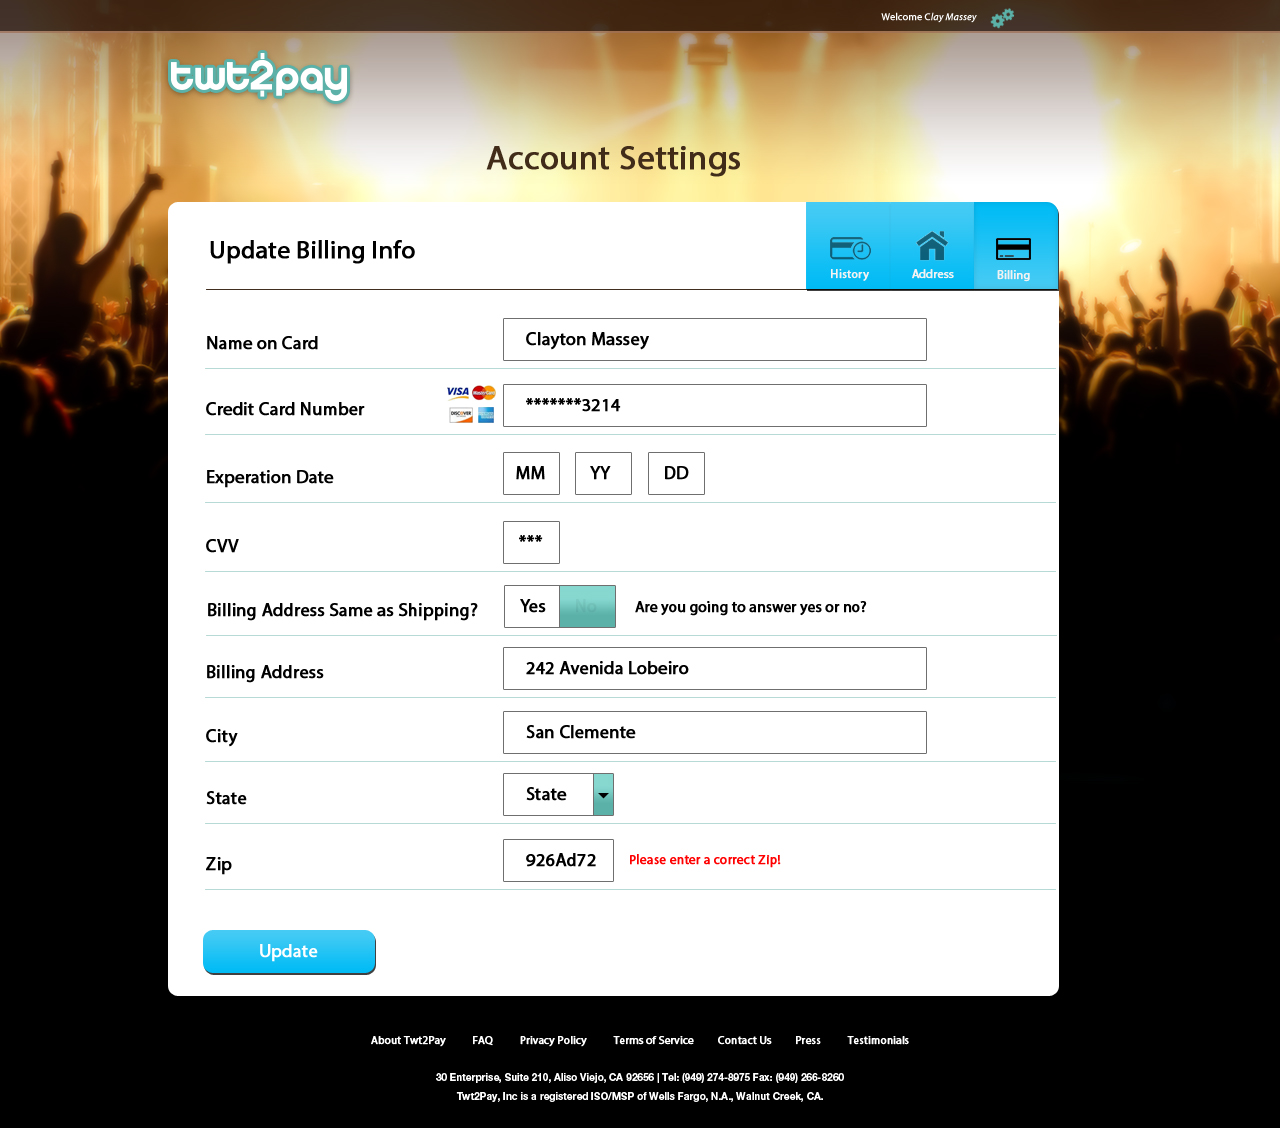 Welcome Clay Massey
twt2pay
Account Settings
Update Billing Info
History
Address
Billing
Name on Card
Clayton Massey
Credit Card Number
VISA
MasterCard
DISCOVER
*******3214
Experation Date
MM
YY
DD
CVV
***
Billing Address Same as Shipping?
Yes
No
Are you going to answer yes or no?
Billing Address
242 Avenida Lobeiro
City
San Clemente
State
State
Zip
926Ad72
Please enter a correct Zip!
Update
About Twt2Pay FAQ Privacy Policy Terms of Service Contact Us Press Testimonials
30 Enterprise, Suite 210, Aliso Viejo, CA 92656 | Tel: (949) 274-8975 Fax: (949) 266-8260
Twt2Pay, Inc is a registered ISO/MSP of Wells Fargo, N.A., Walnut Creek, CA.